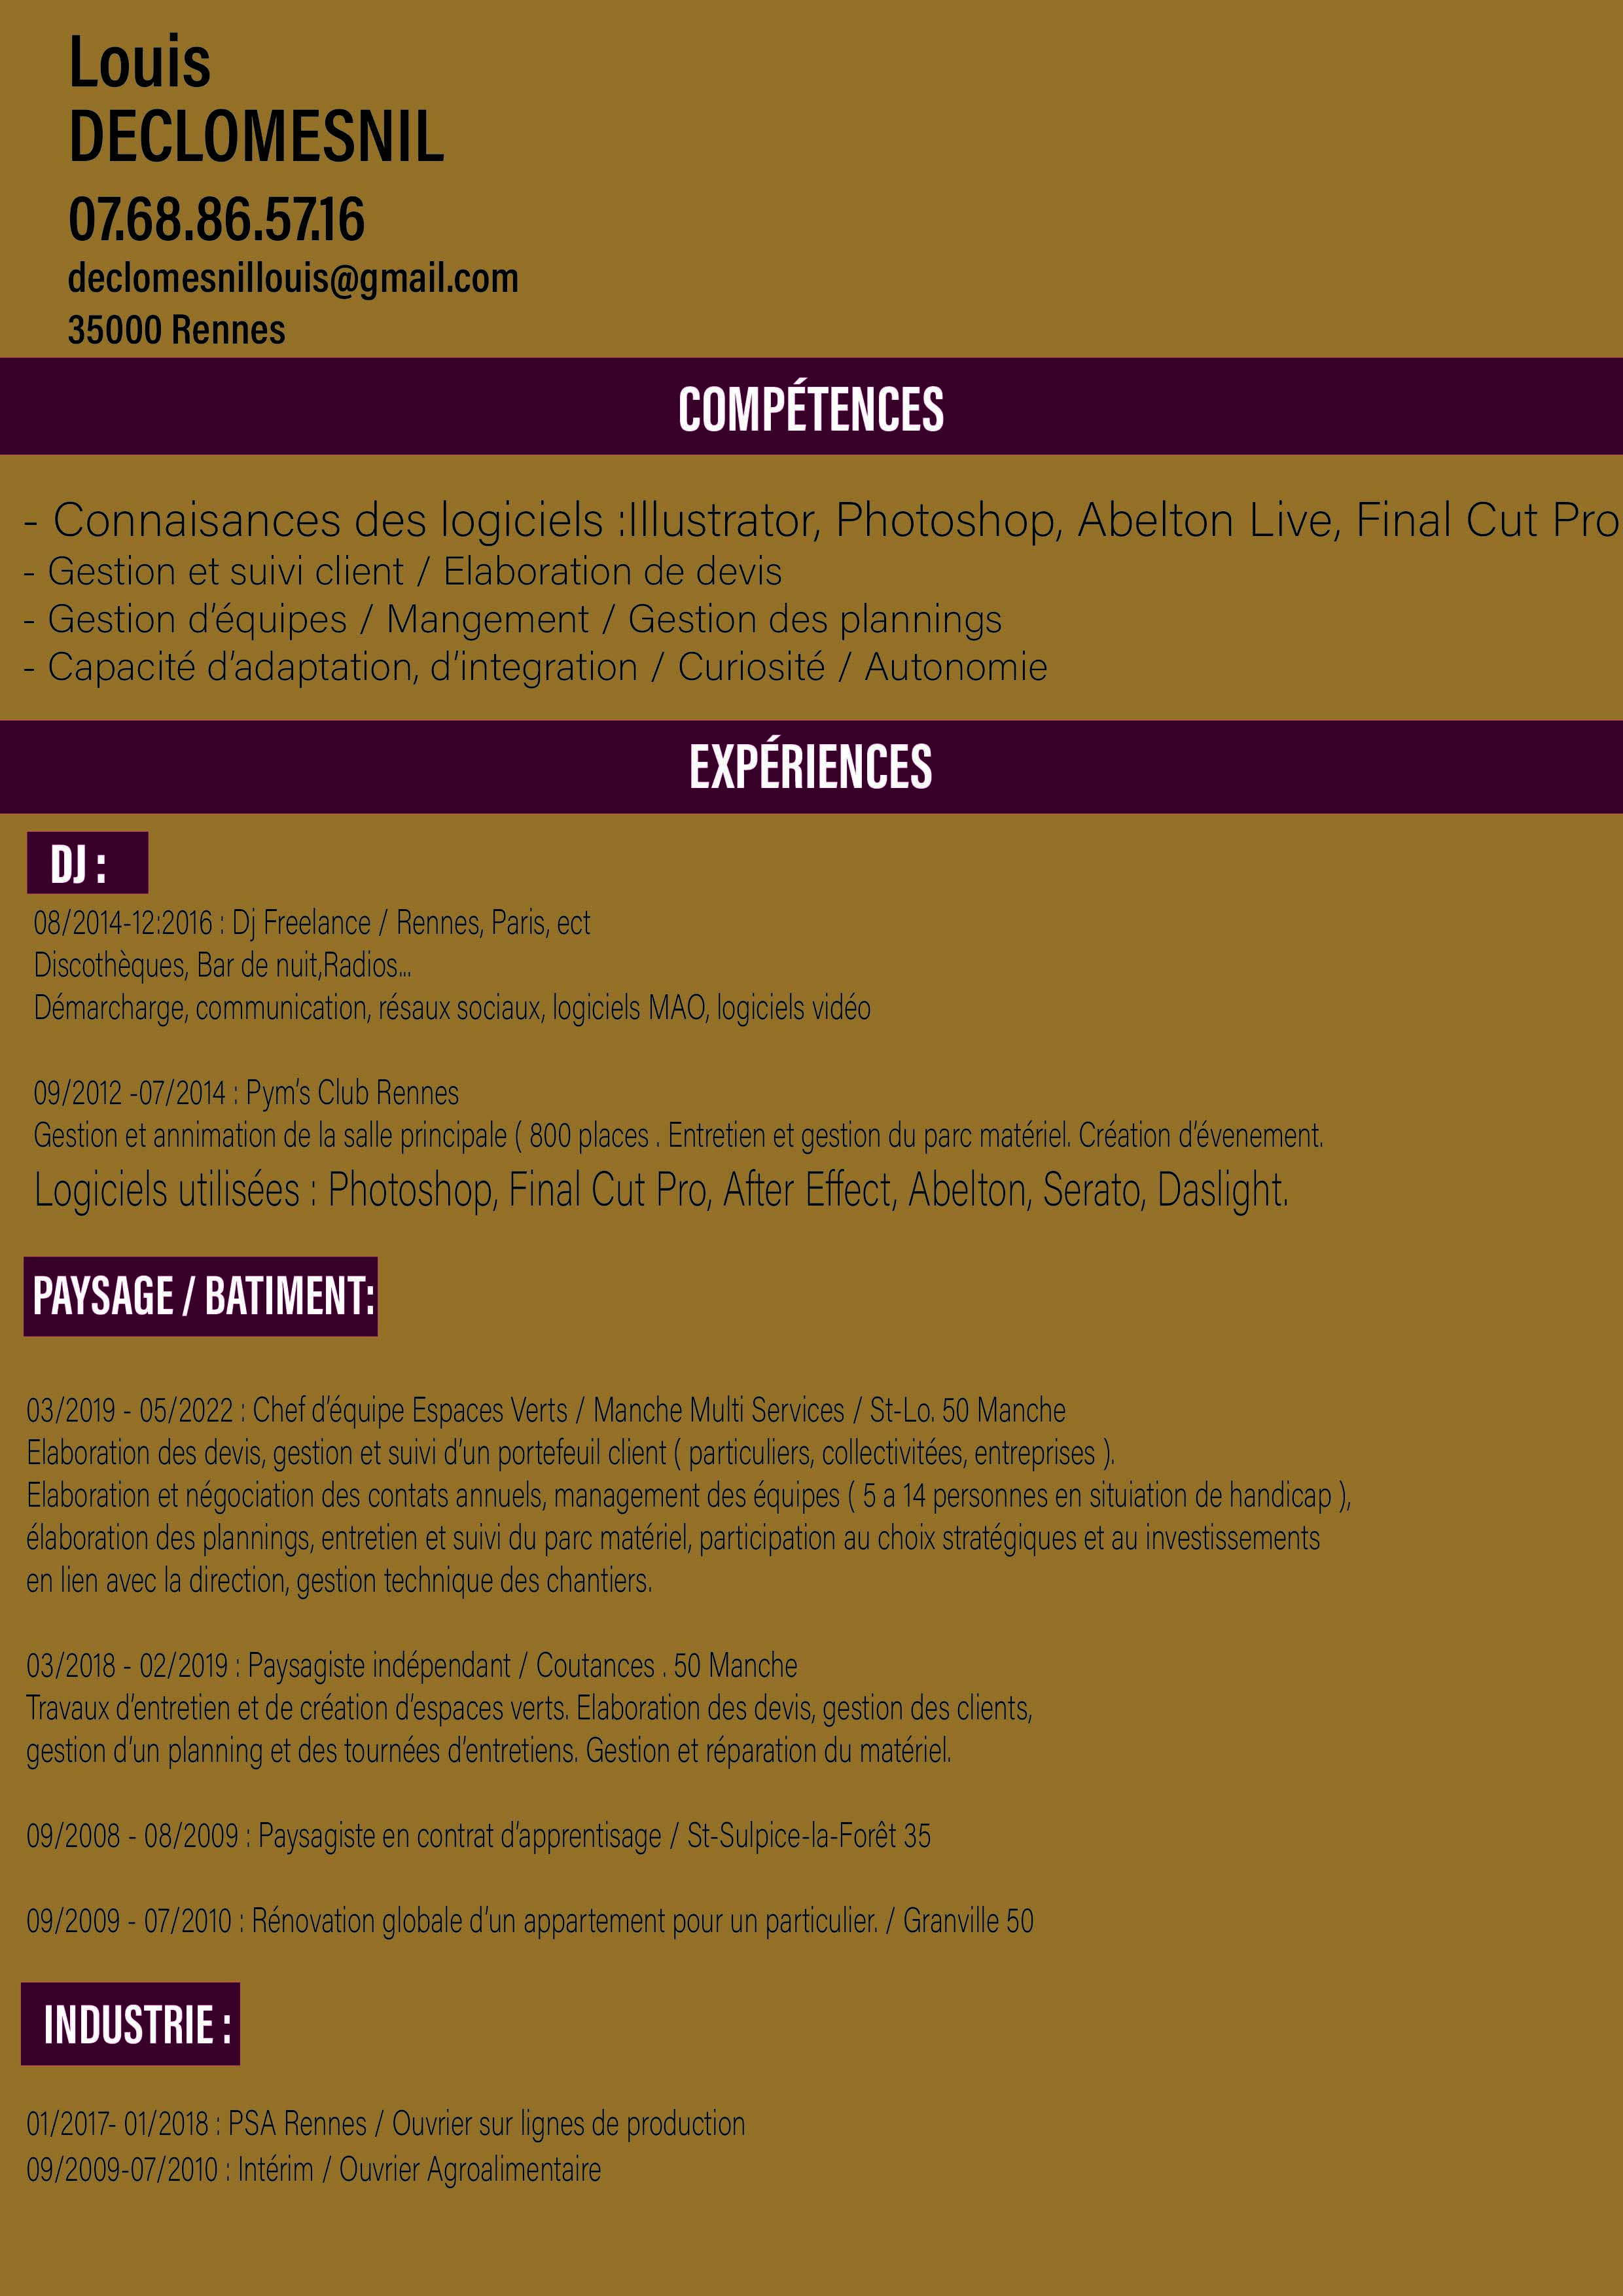 Louis
DECLOMESNIL
07.68.86.57.16
declomesnillouis@gmail.com
35000 Rennes
COMPÉTENCES
- Connaisances des logiciels :Illustrator, Photoshop, Abelton Live, Final Cut Pro
- Gestion et suivi client / Elaboration de devis
- Gestion d’équipes / Mangement / Gestion des plannings
- Capacité d’adaptation, d’integration / Curiosité / Autonomie
EXPÉRIENCES
DJ :
08/2014-12:2016 : Dj Freelance / Rennes, Paris, ect
Discothèques, Bar de nuit,Radios...
Démarcharge, communication, résaux sociaux, logiciels MAO, logiciels vidéo
09/2012 -07/2014 : Pym’s Club Rennes
Gestion et annimation de la salle principale ( 800 places . Entretien et gestion du parc matériel. Création d’évenement.
Logiciels utilisées : Photoshop, Final Cut Pro, After Effect, Abelton, Serato, Daslight.
PAYSAGE / BATIMENT:
03/2019 - 05/2022 : Chef d’équipe Espaces Verts / Manche Multi Services / St-Lo. 50 Manche
Elaboration des devis, gestion et suivi d’un portefeuil client ( particuliers, collectivitées, entreprises ).
Elaboration et négociation des contats annuels, management des équipes ( 5 a 14 personnes en situiation de handicap ),
élaboration des plannings, entretien et suivi du parc matériel, participation au choix stratégiques et au investissements
en lien avec la direction, gestion technique des chantiers.
03/2018 - 02/2019 : Paysagiste indépendant / Coutances . 50 Manche
Travaux d’entretien et de création d’espaces verts. Elaboration des devis, gestion des clients,
gestion d’un planning et des tournées d’entretiens. Gestion et réparation du matériel.
09/2008 - 08/2009 : Paysagiste en contrat d’apprentisage / St-Sulpice-la-Forêt 35
09/2009 - 07/2010 : Rénovation globale d’un appartement pour un particulier. / Granville 50
INDUSTRIE :
01/2017- 01/2018 : PSA Rennes / Ouvrier sur lignes de production
09/2009-07/2010 : Intérim / Ouvrier Agroalimentaire